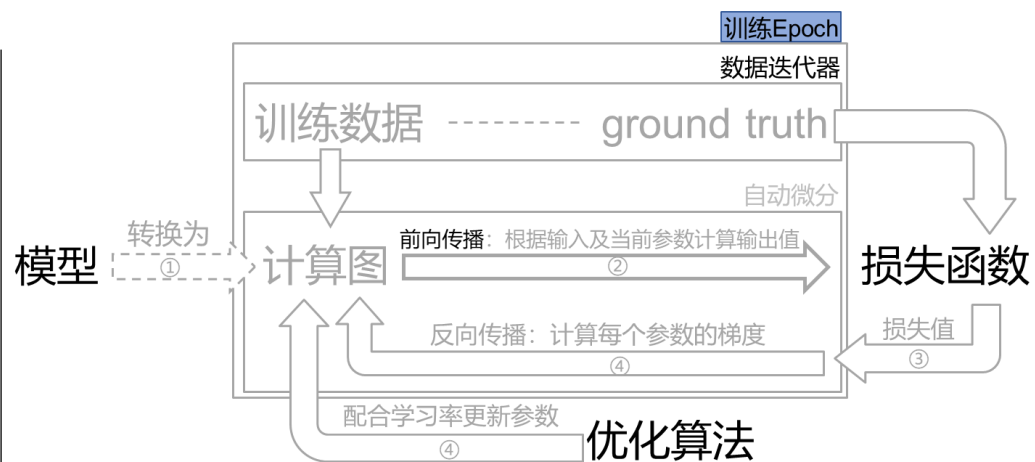 训练Epoch
数据迭代器
训练数据 --------- ground truth
自动微分
转换为
①
模型
计算图
前向传播：根据输入及当前参数计算输出值
②
损失函数
反向传播：计算每个参数的梯度
④
损失值
③
配合学习率更新参数
④
优化算法